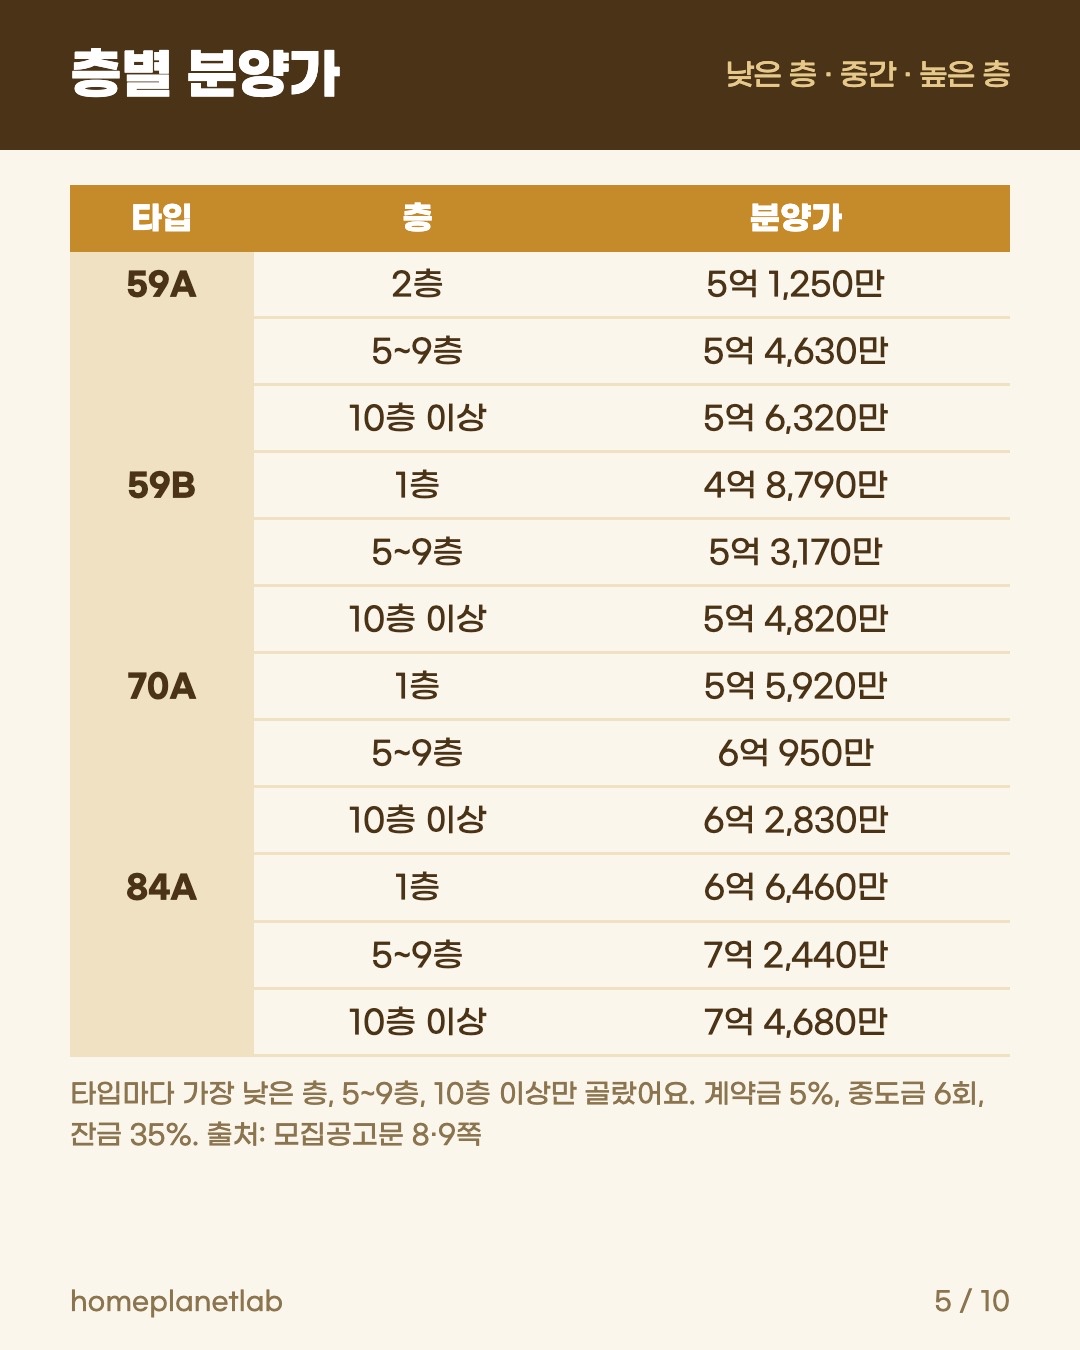 층별 분양가
낮은 층 · 중간 · 높은 층
타입 층 분양가
59A 2층 5억 1,250만
5~9층 5억 4,630만
10층 이상 5억 6,320만
59B 1층 4억 8,790만
5~9층 5억 3,170만
10층 이상 5억 4,820만
70A 1층 5억 5,920만
5~9층 6억 950만
10층 이상 6억 2,830만
84A 1층 6억 6,460만
5~9층 7억 2,440만
10층 이상 7억 4,680만
타입마다 가장 낮은 층, 5~9층, 10층 이상만 골랐어요. 계약금 5%, 중도금 6회,
잔금 35%. 출처: 모집공고문 8·9쪽
homeplanetlab
5 / 10